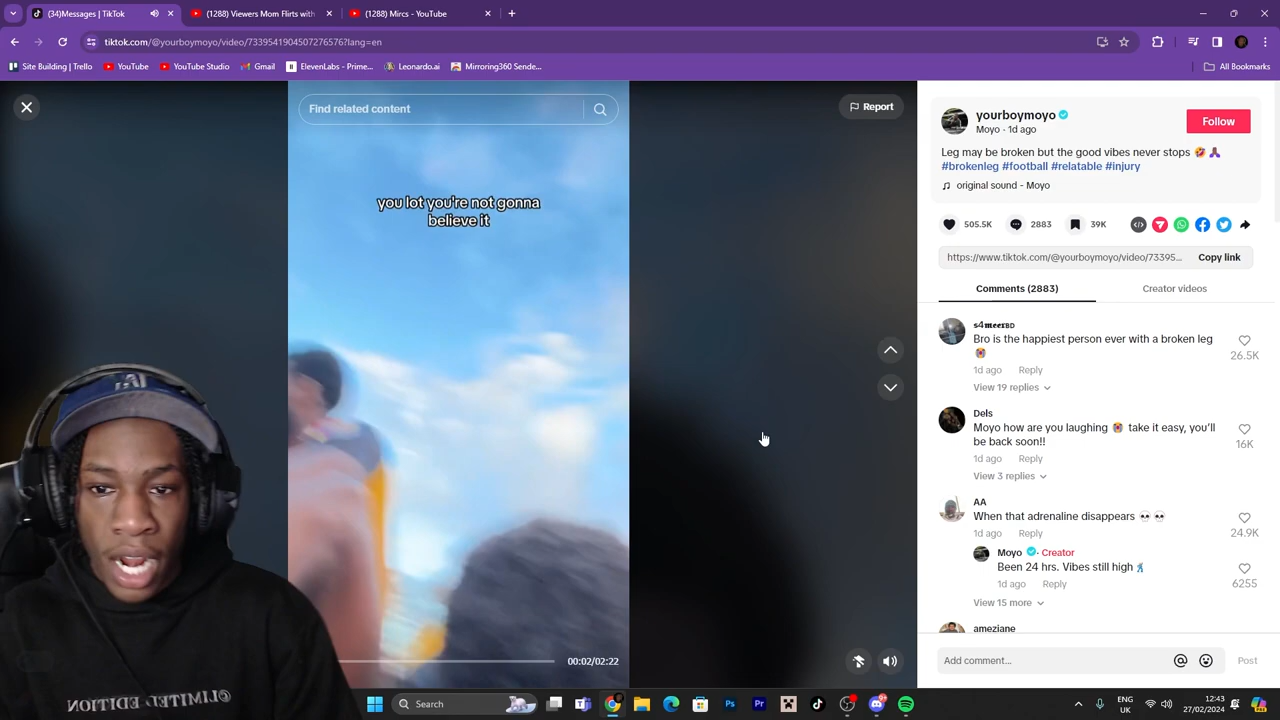 (34)Messages | TikTok
(1288) Viewers Mom Flirts with
(1288) Mircs - YouTube
tiktok.com/@yourboymoyo/video/7339541904507276576?lang=en
Site Building | Trello
YouTube
YouTube Studio
Gmail
ElevenLabs - Prime...
Leonardo.ai
Mirroring360 Sende...
All Bookmarks
Find related content
Report
you lot you're not gonna
believe it
00:02/02:22
@LIMITED EDITION
yourboymoyo
Moyo · 1d ago
Follow
Leg may be broken but the good vibes never stops 🤣 🙏🏾
#brokenleg #football #relatable #injury
original sound - Moyo
505.5K
2883
39K
https://www.tiktok.com/@yourboymoyo/video/73395...
Copy link
Comments (2883)
Creator videos
s4𝖒𝖊𝖊𝖗ʙᴅ
Bro is the happiest person ever with a broken leg
😭
1d ago
Reply
26.5K
View 19 replies
Dels
Moyo how are you laughing 😭 take it easy, you'll
be back soon!!
1d ago
Reply
16K
View 3 replies
AA
When that adrenaline disappears 💀💀
1d ago
Reply
24.9K
Moyo · Creator
Been 24 hrs. Vibes still high 🕺
1d ago
Reply
6255
View 15 more
ameziane
Add comment...
Post
Search
ENG
UK
12:43
27/02/2024